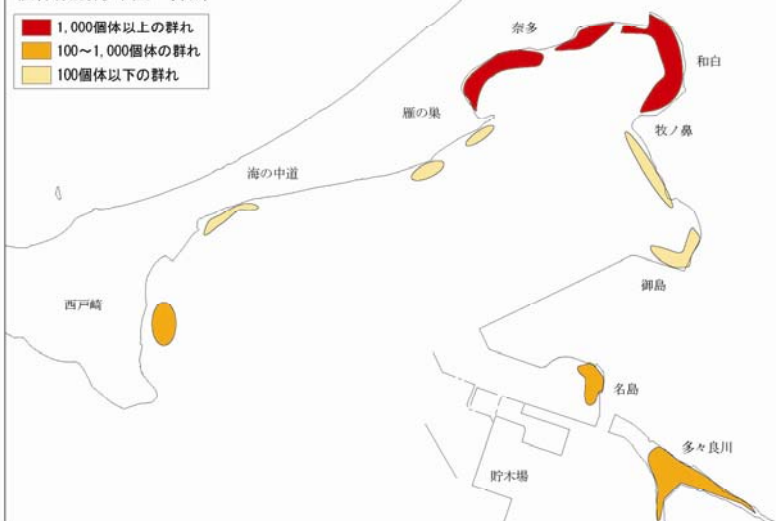 1,000個体以上の群れ
100～1,000個体の群れ
100個体以下の群れ
奈多
和白
雁の巣
牧ノ鼻
海の中道
御島
西戸崎
名島
多々良川
貯木場